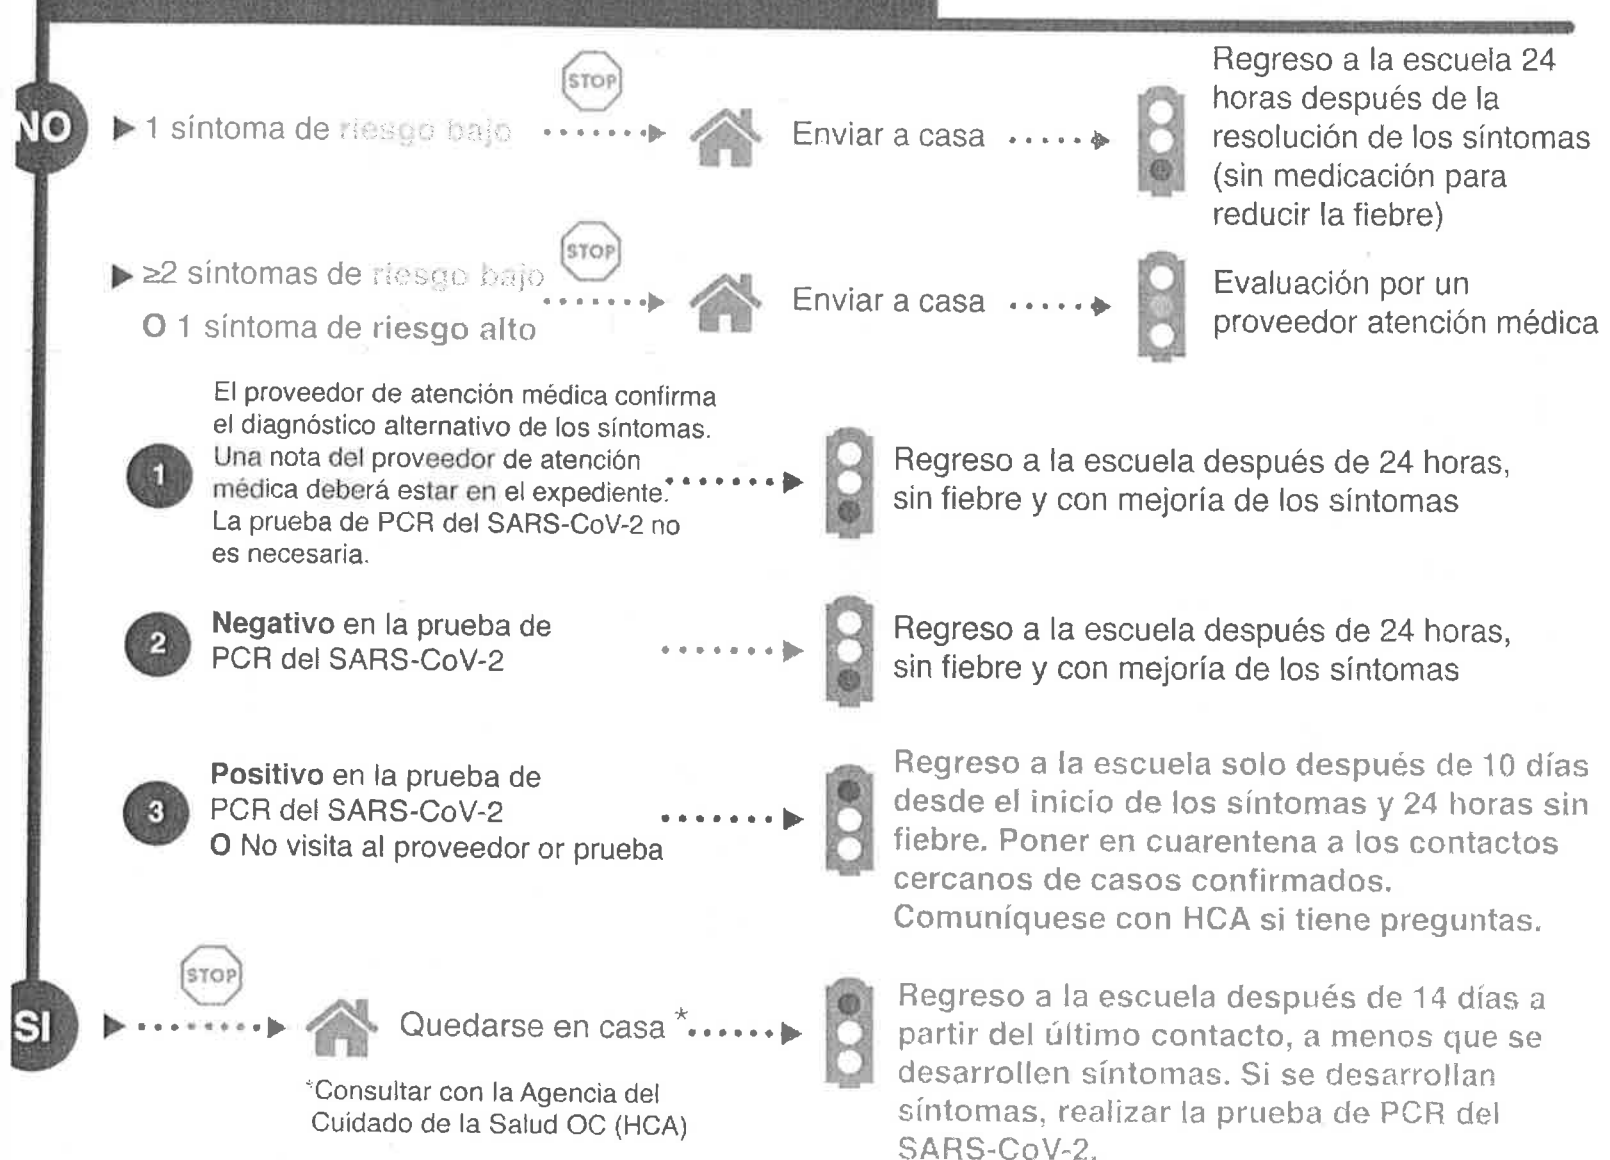 NO
1 síntoma de riesgo bajo
STOP
Enviar a casa
Regreso a la escuela 24
horas después de la
resolución de los síntomas
(sin medicación para
reducir la fiebre)
≥2 síntomas de riesgo bajo
O 1 síntoma de riesgo alto
STOP
Enviar a casa
Evaluación por un
proveedor atención médica
1
El proveedor de atención médica confirma
el diagnóstico alternativo de los síntomas.
Una nota del proveedor de atención
médica deberá estar en el expediente.
La prueba de PCR del SARS-CoV-2 no
es necesaria.
Regreso a la escuela después de 24 horas,
sin fiebre y con mejoría de los síntomas
2
Negativo en la prueba de
PCR del SARS-CoV-2
Regreso a la escuela después de 24 horas,
sin fiebre y con mejoría de los síntomas
3
Positivo en la prueba de
PCR del SARS-CoV-2
O No visita al proveedor or prueba
Regreso a la escuela solo después de 10 días
desde el inicio de los síntomas y 24 horas sin
fiebre. Poner en cuarentena a los contactos
cercanos de casos confirmados.
Comuníquese con HCA si tiene preguntas.
SI
STOP
Quedarse en casa *
*Consultar con la Agencia del
Cuidado de la Salud OC (HCA)
Regreso a la escuela después de 14 días a
partir del último contacto, a menos que se
desarrollen síntomas. Si se desarrollan
síntomas, realizar la prueba de PCR del
SARS-CoV-2.